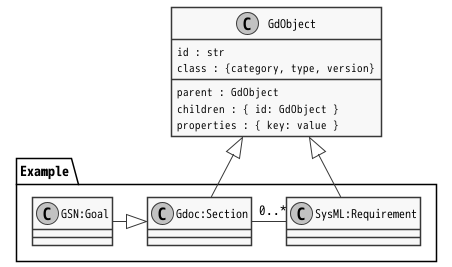 C GdObject
id : str
class : {category, type, version}
parent : GdObject
children : { id: GdObject }
properties : { key: value }
Example
C GSN:Goal
C Gdoc:Section
0..*
C SysML:Requirement